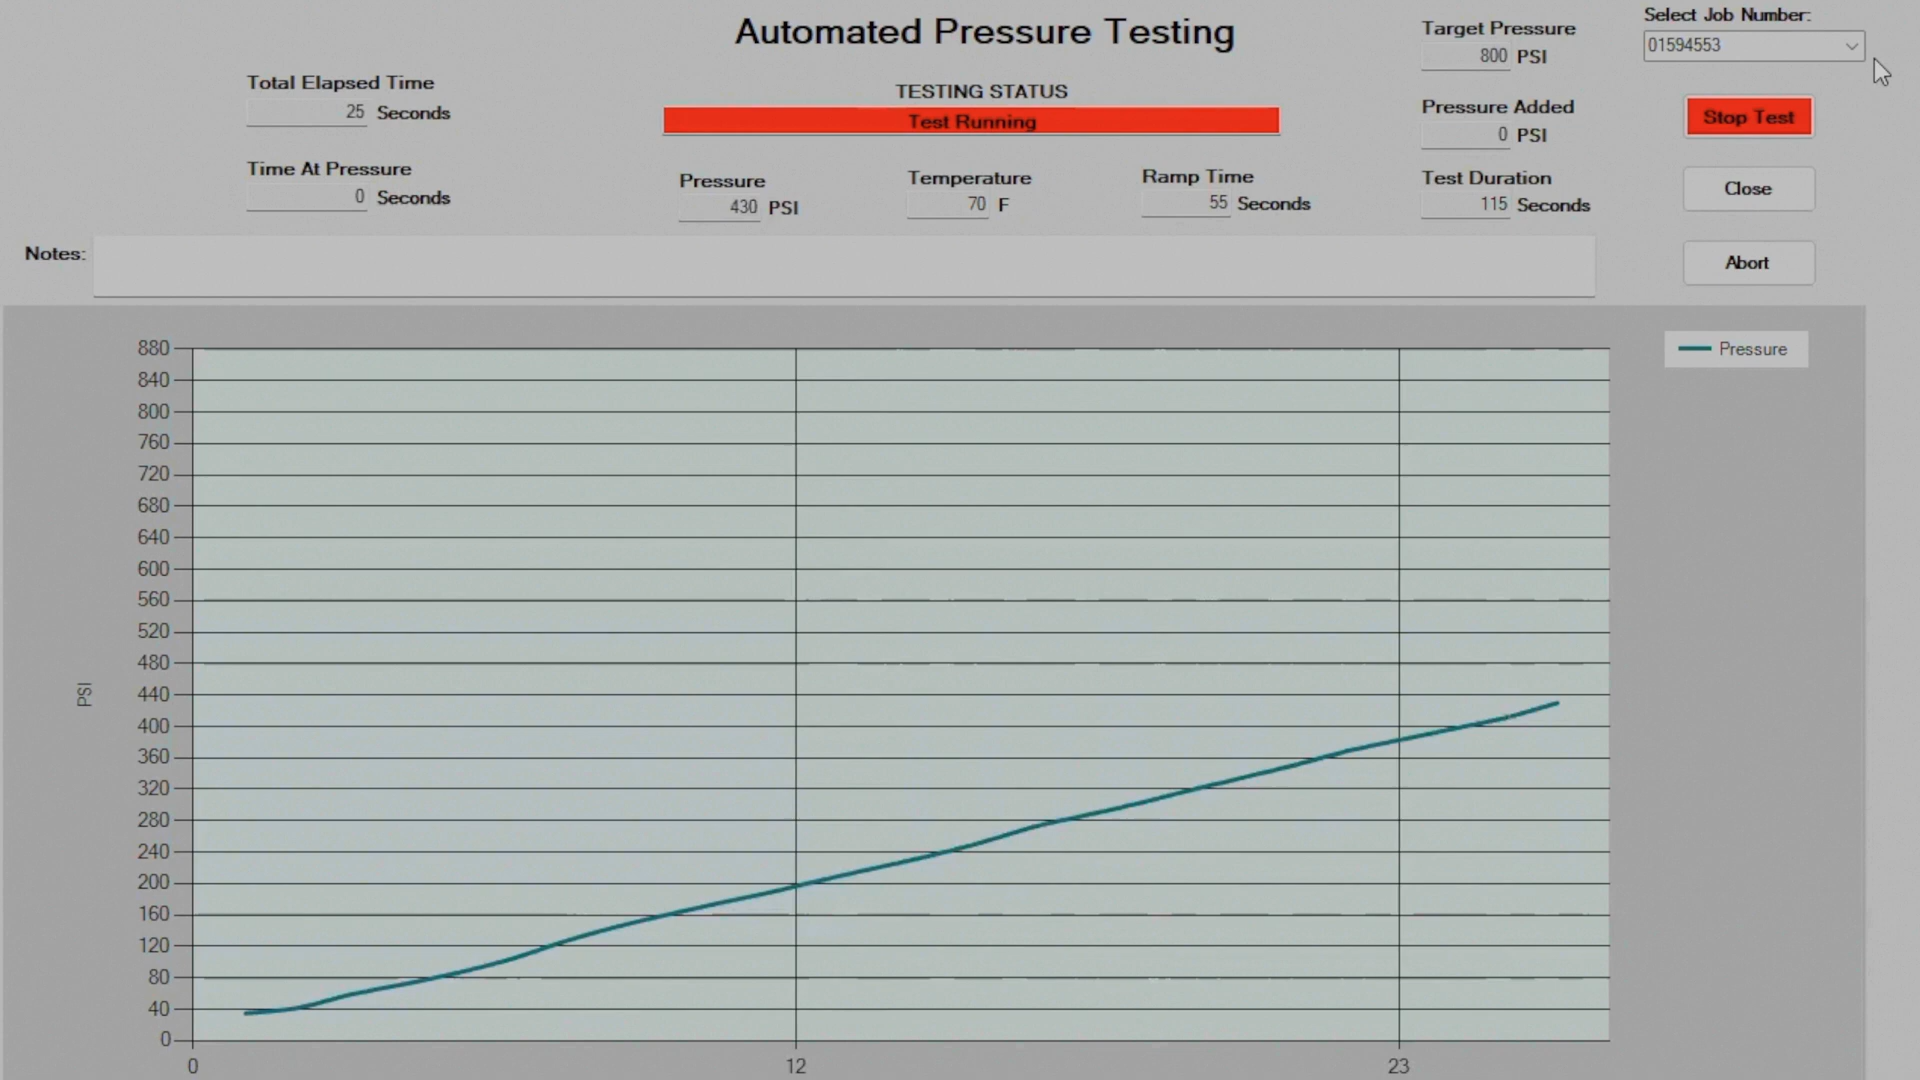 Automated Pressure Testing
Total Elapsed Time
25 Seconds
Time At Pressure
0 Seconds
TESTING STATUS
Test Running
Pressure
430 PSI
Temperature
70 F
Ramp Time
55 Seconds
Target Pressure
800 PSI
Pressure Added
0 PSI
Test Duration
115 Seconds
Select Job Number:
01594553
Stop Test
Close
Abort
Notes:
Pressure
880
840
800
760
720
680
640
600
560
520
480
440
400
360
320
280
240
200
160
120
80
40
0
PSI
0 12 23